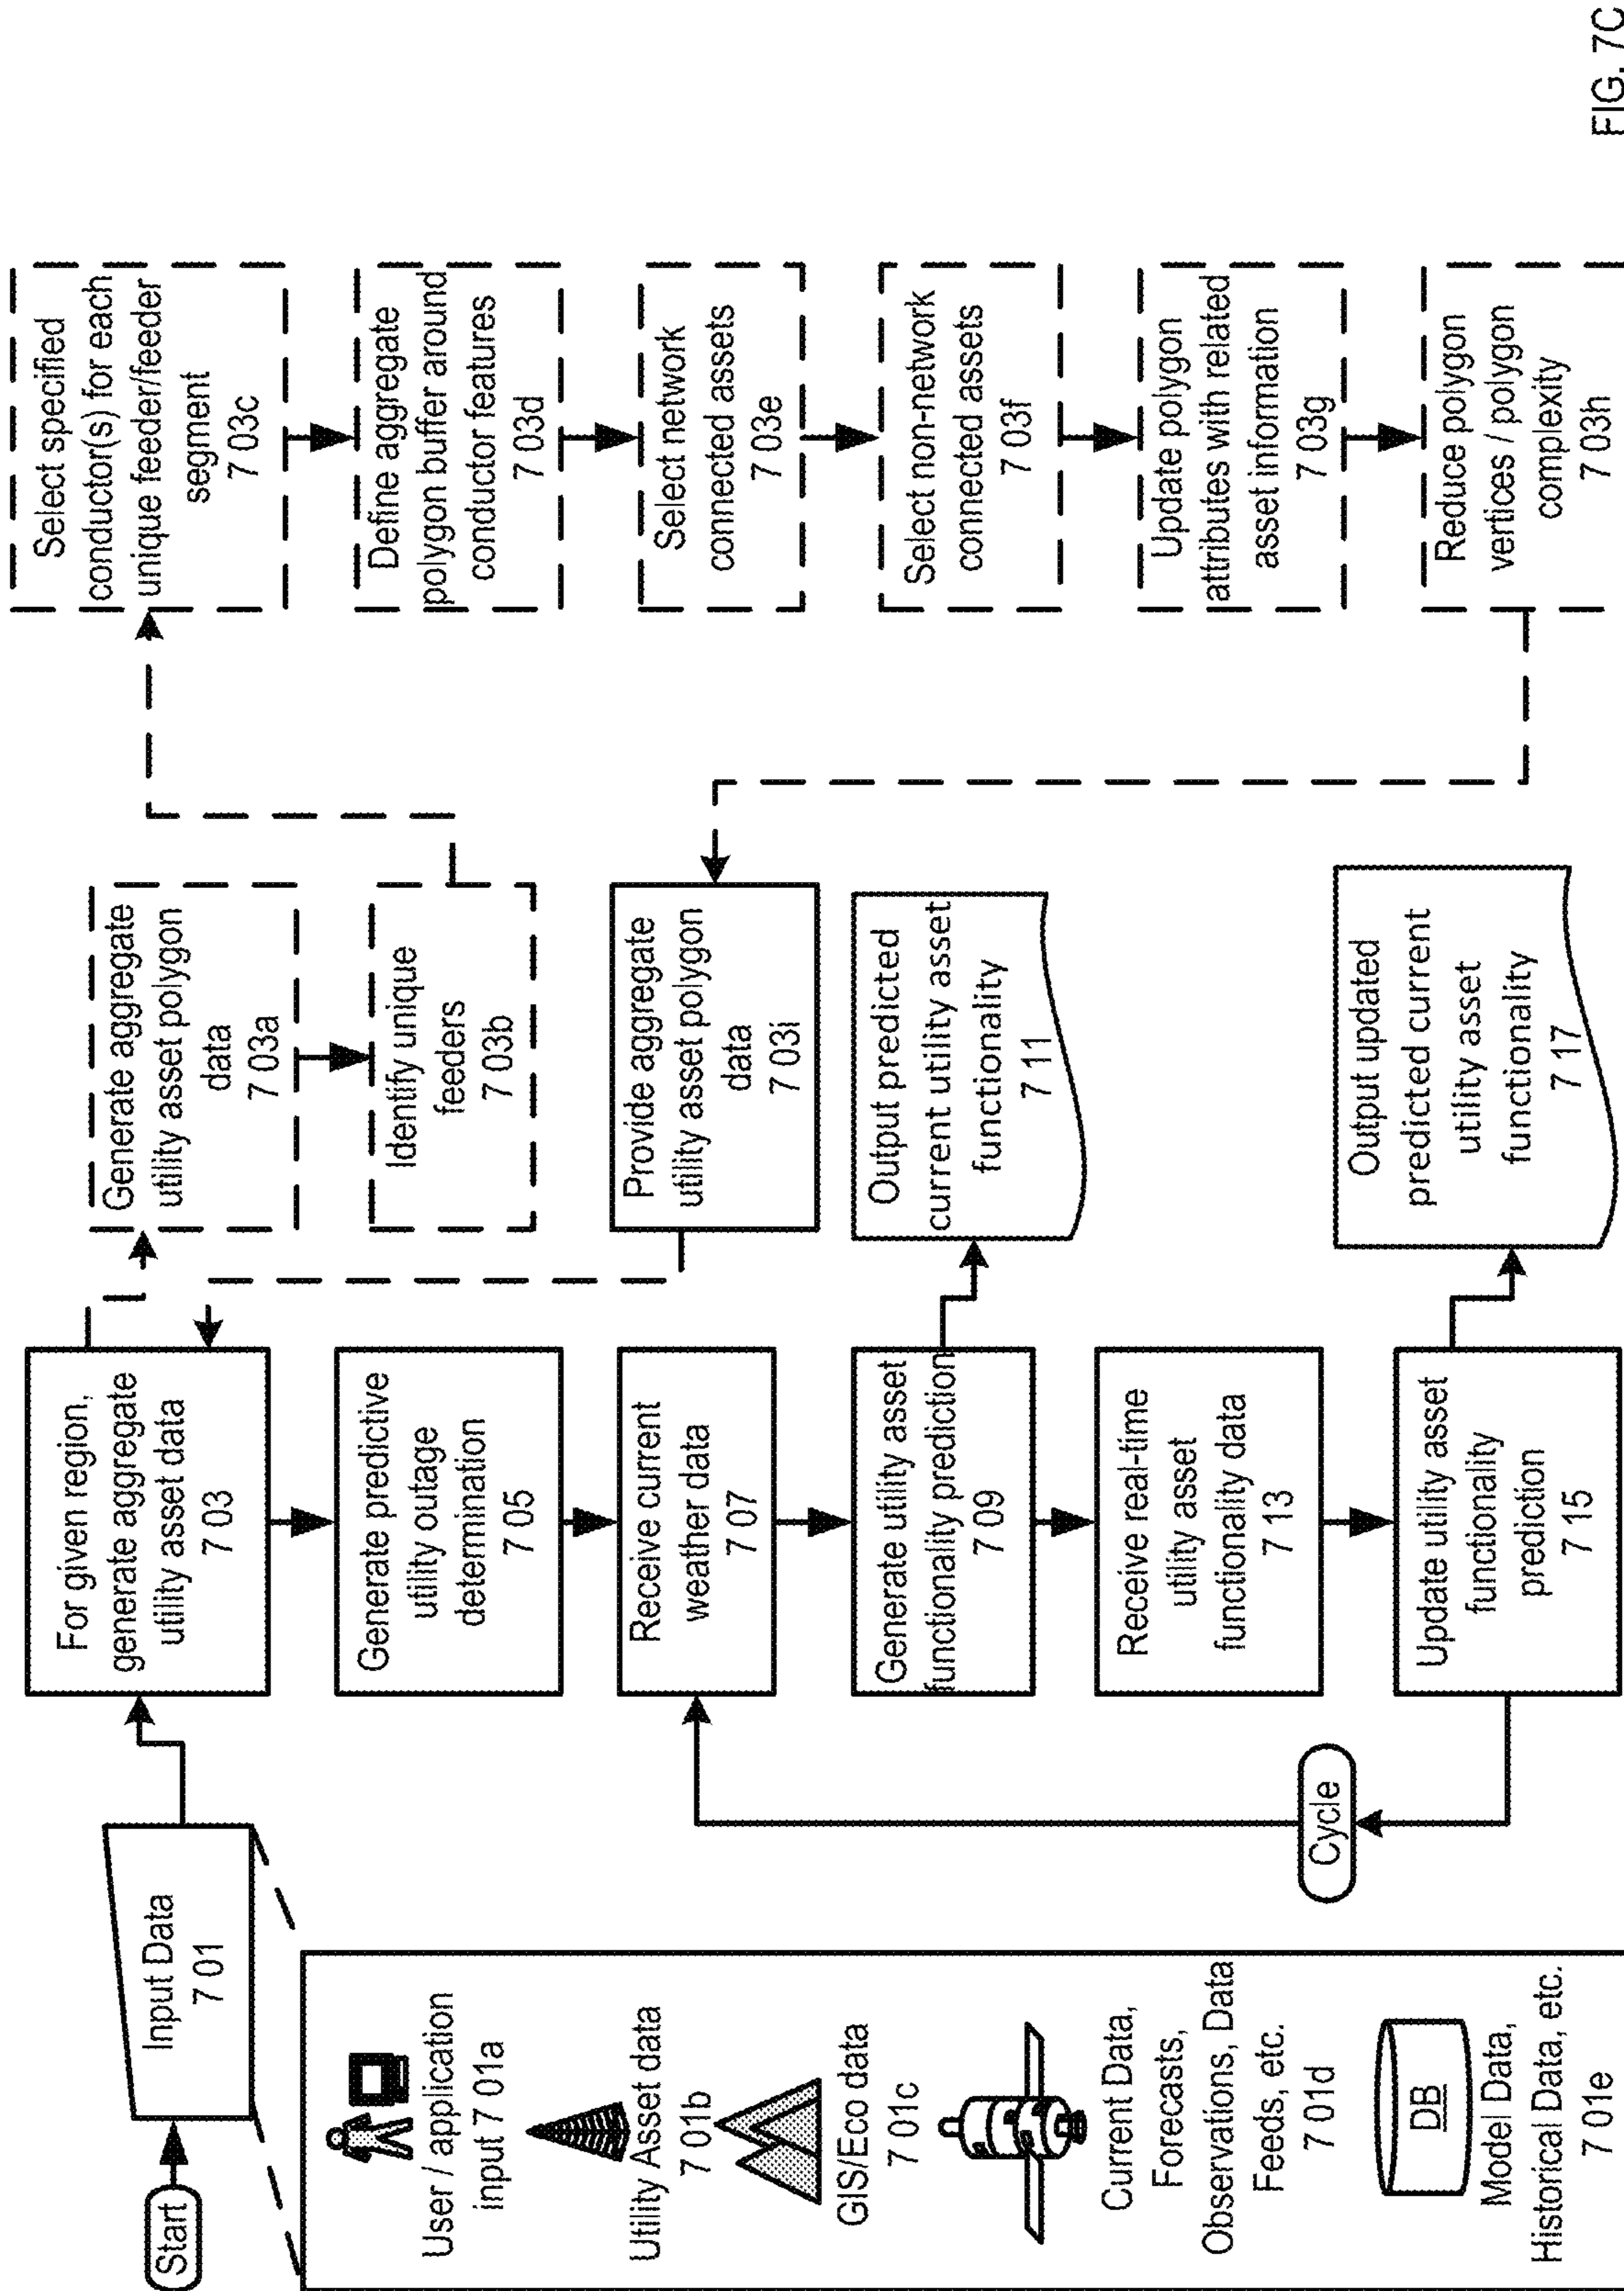 Start
Input Data
7 01
User / application
input 7 01a
Utility Asset data
7 01b
GIS/Eco data
7 01c
Current Data,
Forecasts,
Observations, Data
Feeds, etc.
7 01d
DB
Model Data,
Historical Data, etc.
7 01e
For given region,
generate aggregate
utility asset data
7 03
Generate predictive
utility outage
determination
7 05
Receive current
weather data
7 07
Generate utility asset
functionality prediction
7 09
Receive real-time
utility asset
functionality data
7 13
Update utility asset
functionality
prediction
7 15
Cycle
Generate aggregate
utility asset polygon
data
7 03a
Identify unique
feeders
7 03b
Provide aggregate
utility asset polygon
data
7 03i
Output predicted
current utility asset
functionality
7 11
Output updated
predicted current
utility asset
functionality
7 17
Select specified
conductor(s) for each
unique feeder/feeder
segment
7 03c
Define aggregate
polygon buffer around
conductor features
7 03d
Select network
connected assets
7 03e
Select non-network
connected assets
7 03f
Update polygon
attributes with related
asset information
7 03g
Reduce polygon
vertices / polygon
complexity
7 03h
FIG. 7C